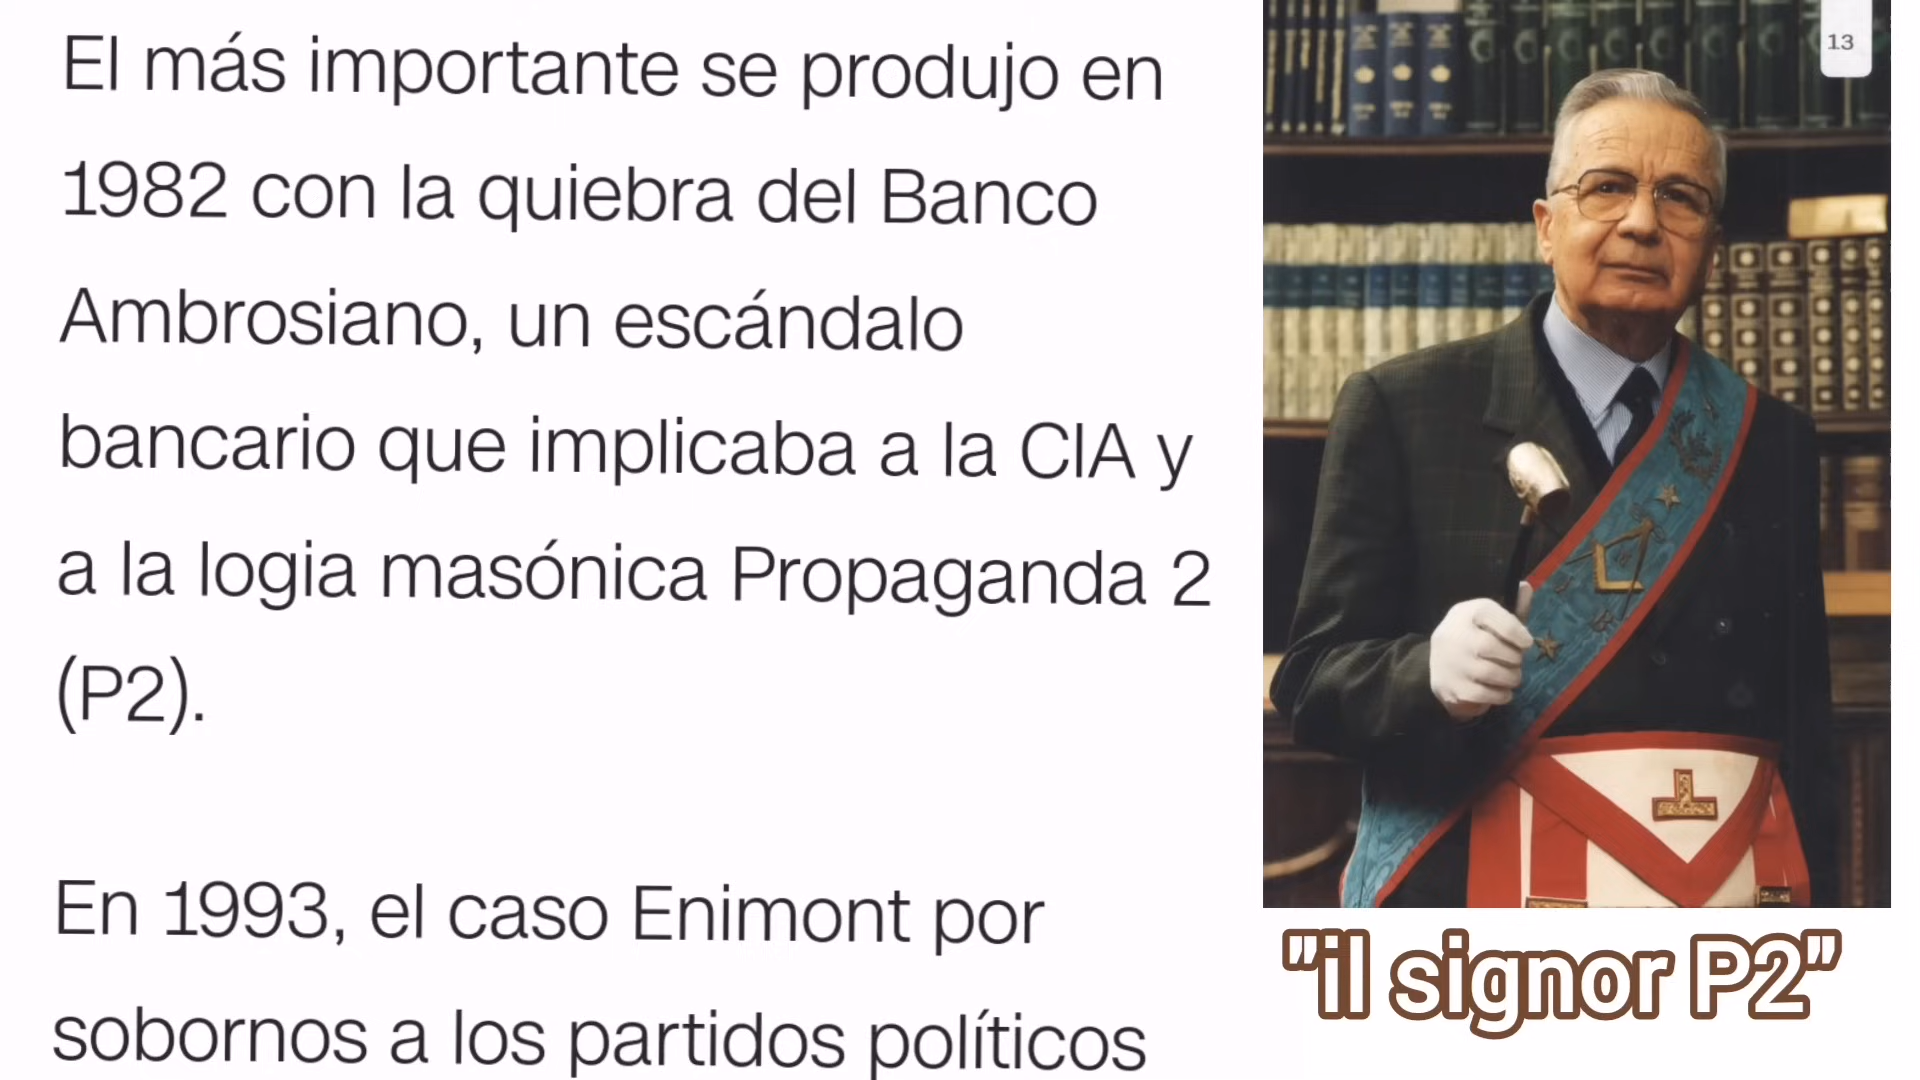 El más importante se produjo en
1982 con la quiebra del Banco
Ambrosiano, un escándalo
bancario que implicaba a la CIA y
a la logia masónica Propaganda 2
(P2).
En 1993, el caso Enimont por
sobornos a los partidos políticos
13
"il signor P2"